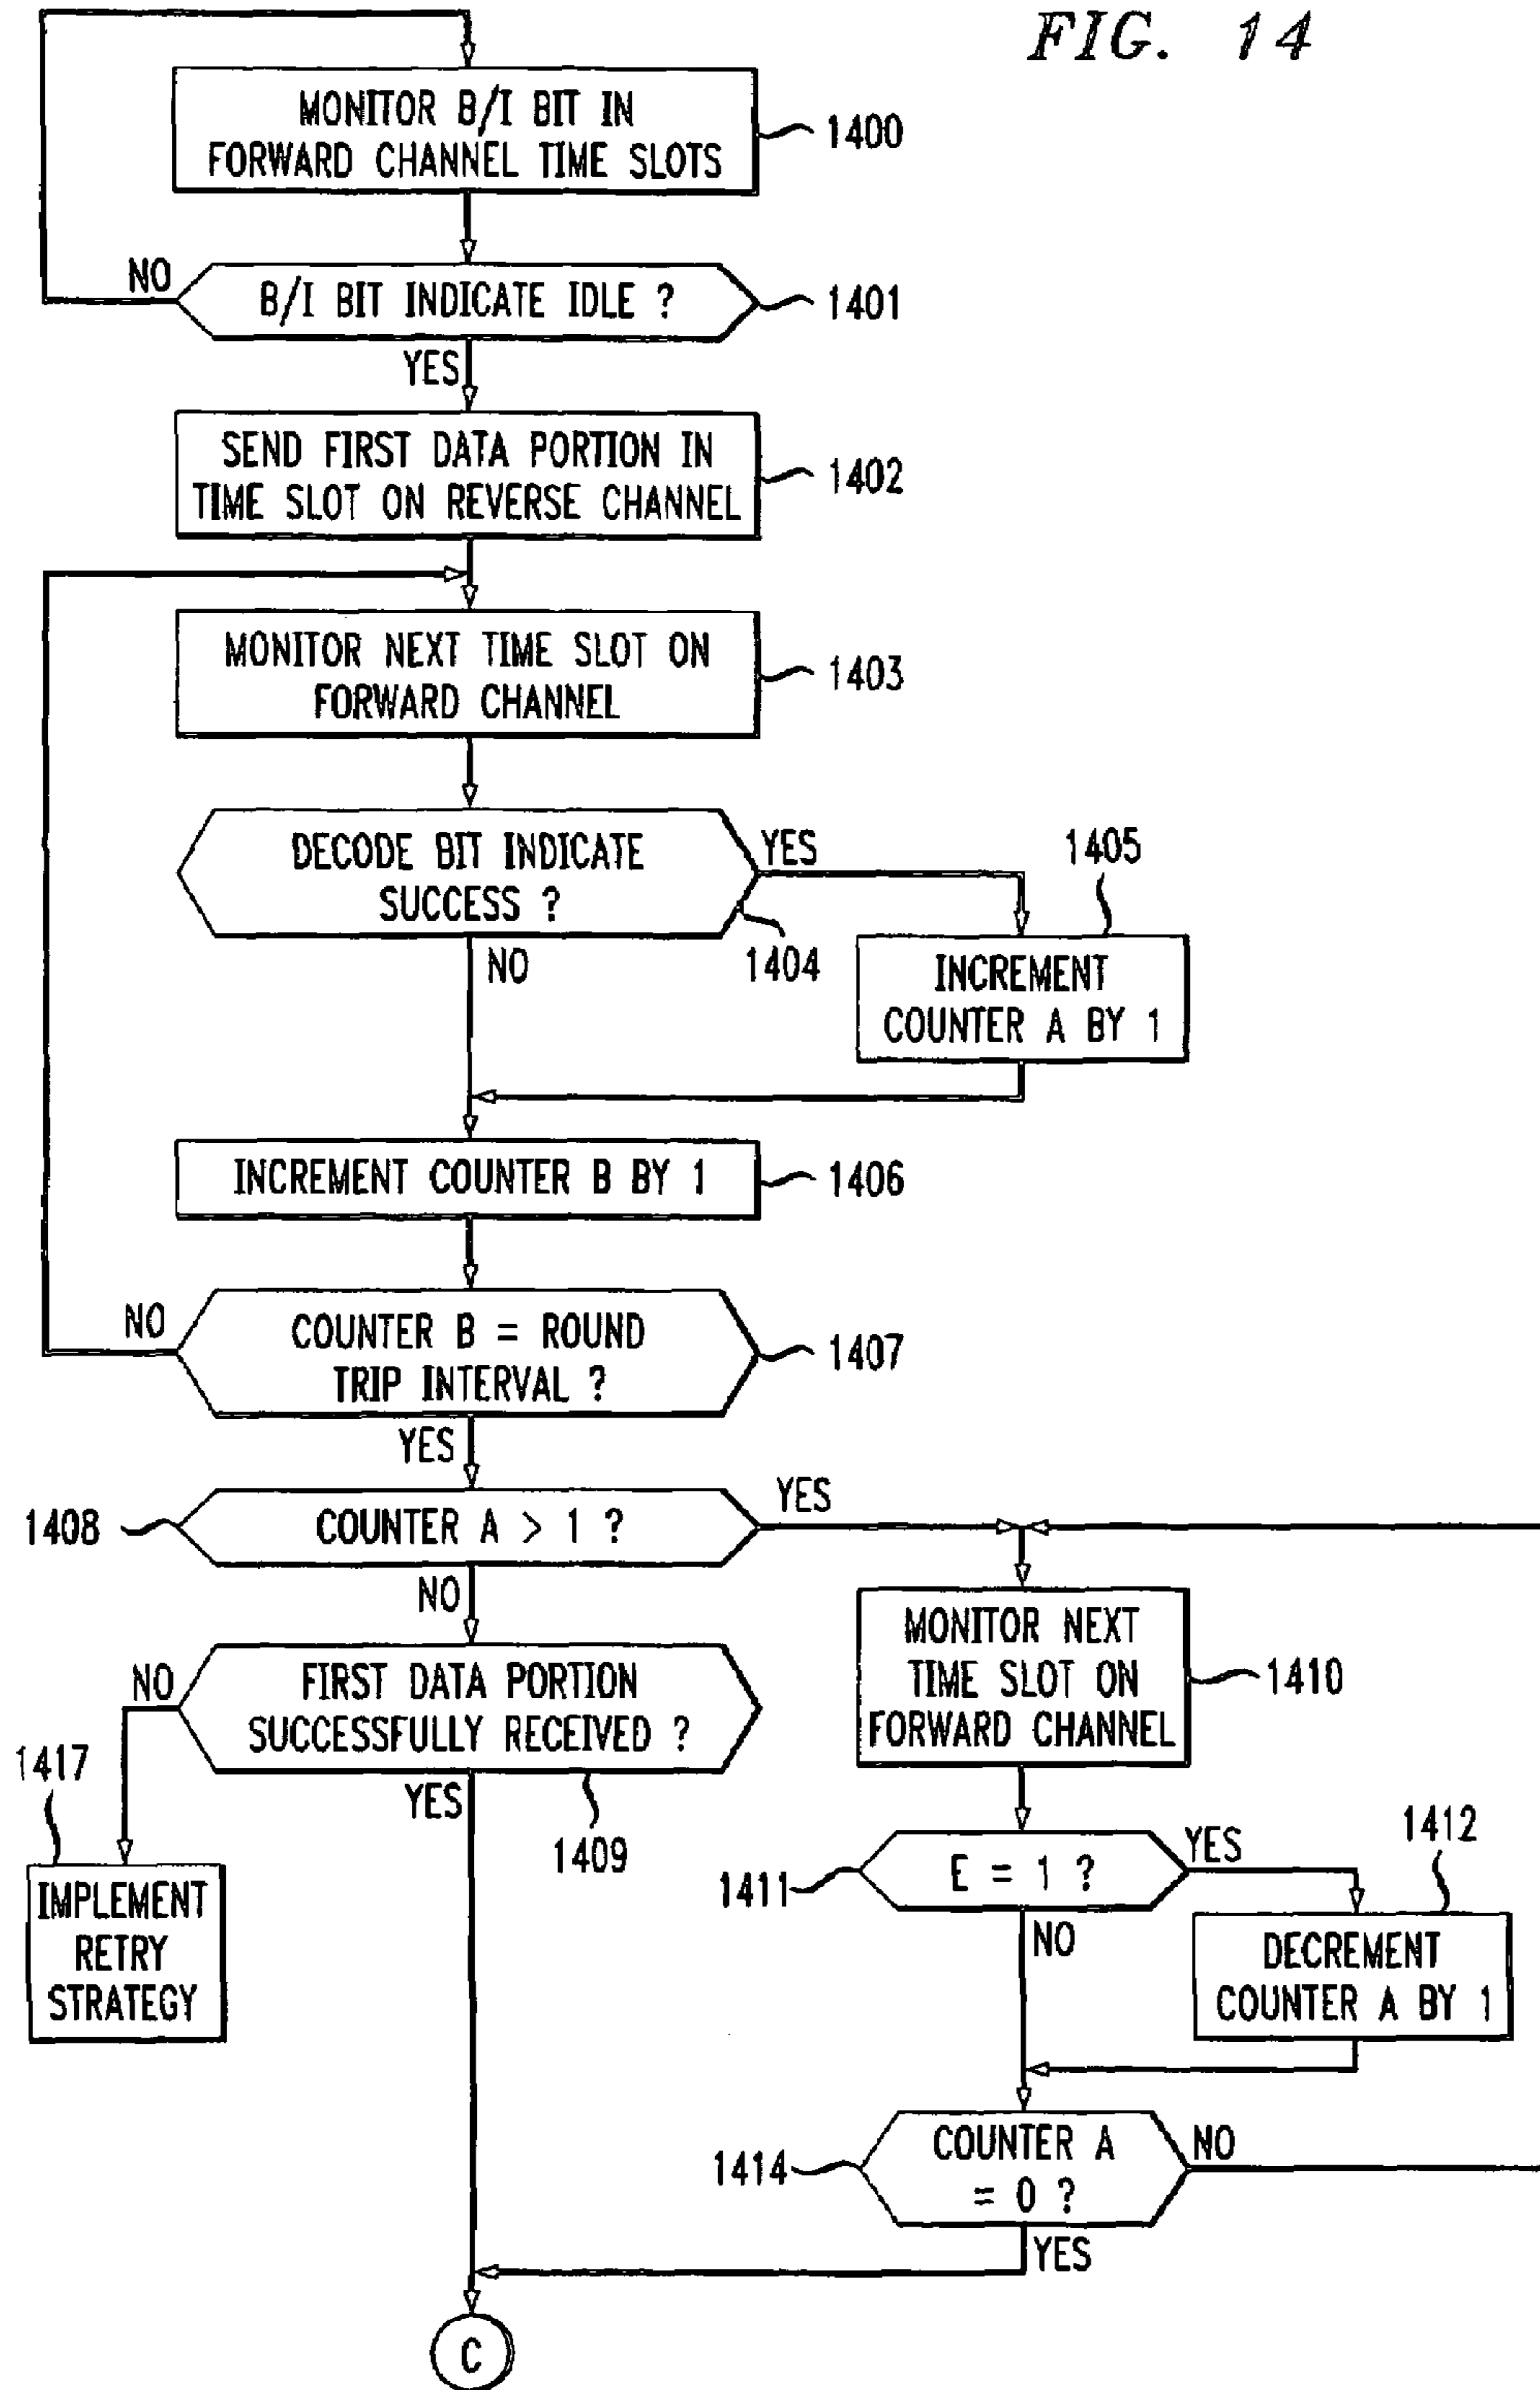 FIG. 14
MONITOR B/I BIT IN
FORWARD CHANNEL TIME SLOTS
1400
NO
B/I BIT INDICATE IDLE ?
1401
YES
SEND FIRST DATA PORTION IN
TIME SLOT ON REVERSE CHANNEL
1402
MONITOR NEXT TIME SLOT ON
FORWARD CHANNEL
1403
DECODE BIT INDICATE
SUCCESS ?
YES
1404
NO
1405
INCREMENT
COUNTER A BY 1
INCREMENT COUNTER B BY 1
1406
NO
COUNTER B = ROUND
TRIP INTERVAL ?
1407
YES
1408
COUNTER A > 1 ?
YES
NO
NO
FIRST DATA PORTION
SUCCESSFULLY RECEIVED ?
1409
YES
1417
IMPLEMENT
RETRY
STRATEGY
MONITOR NEXT
TIME SLOT ON
FORWARD CHANNEL
1410
1411
E = 1 ?
YES
NO
1412
DECREMENT
COUNTER A BY 1
1414
COUNTER A
= 0 ?
NO
YES
C